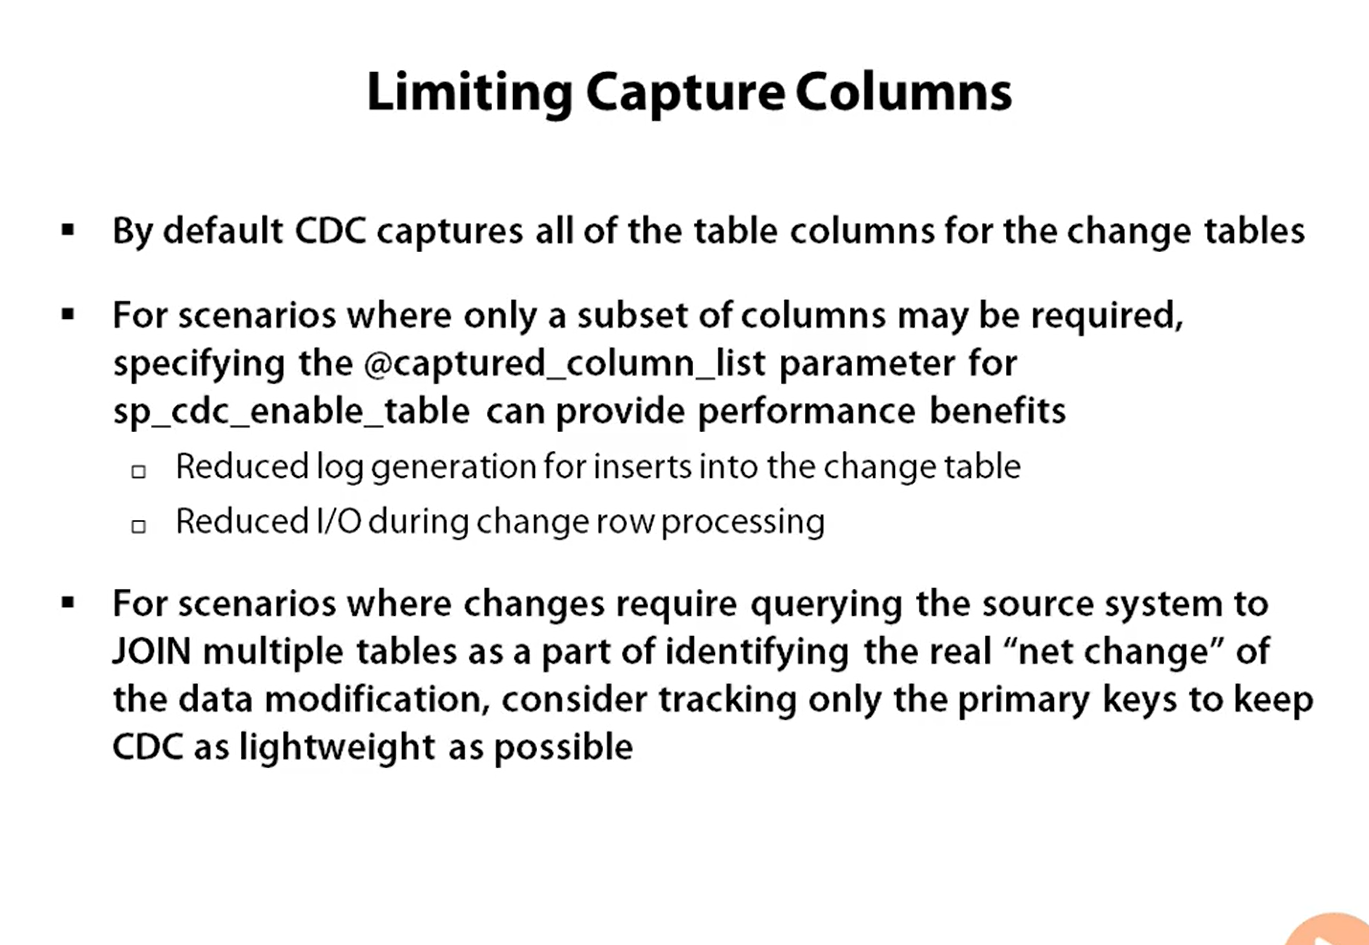 Limiting Capture Columns
By default CDC captures all of the table columns for the change tables
For scenarios where only a subset of columns may be required,
specifying the @captured_column_list parameter for
sp_cdc_enable_table can provide performance benefits
Reduced log generation for inserts into the change table
Reduced I/O during change row processing
For scenarios where changes require querying the source system to
JOIN multiple tables as a part of identifying the real “net change” of
the data modification, consider tracking only the primary keys to keep
CDC as lightweight as possible